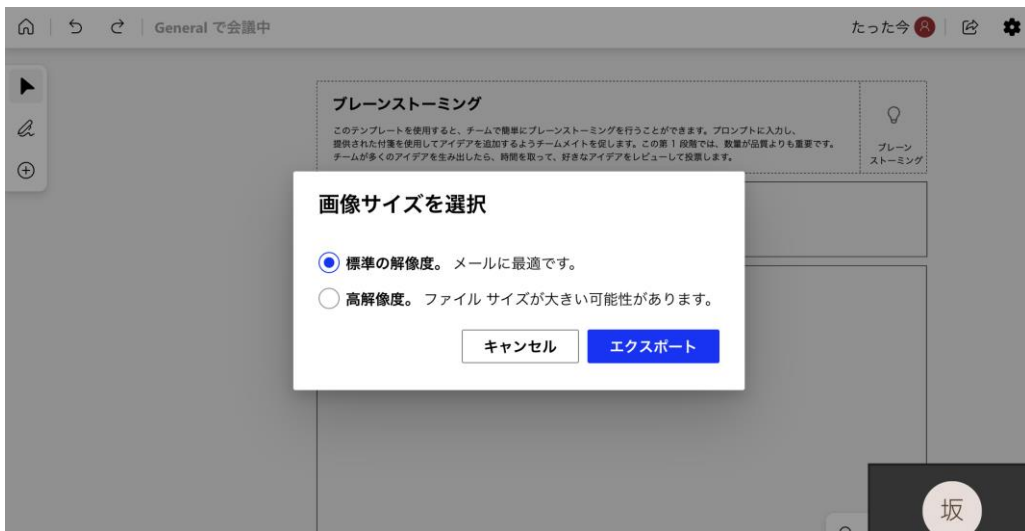 General で会議中
たった今
ブレーンストーミング
このテンプレートを使用すると、チームで簡単にブレーンストーミングを行うことができます。プロンプトに入力し、
提供された付箋を使用してアイデアを追加するようチームメイトを促します。この第 1 段階では、数量が品質よりも重要です。
チームが多くのアイデアを生み出したら、時間を取って、好きなアイデアをレビューして投票します。
ブレーン
ストーミング
画像サイズを選択
標準の解像度。 メールに最適です。
高解像度。 ファイル サイズが大きい可能性があります。
キャンセル
エクスポート
坂